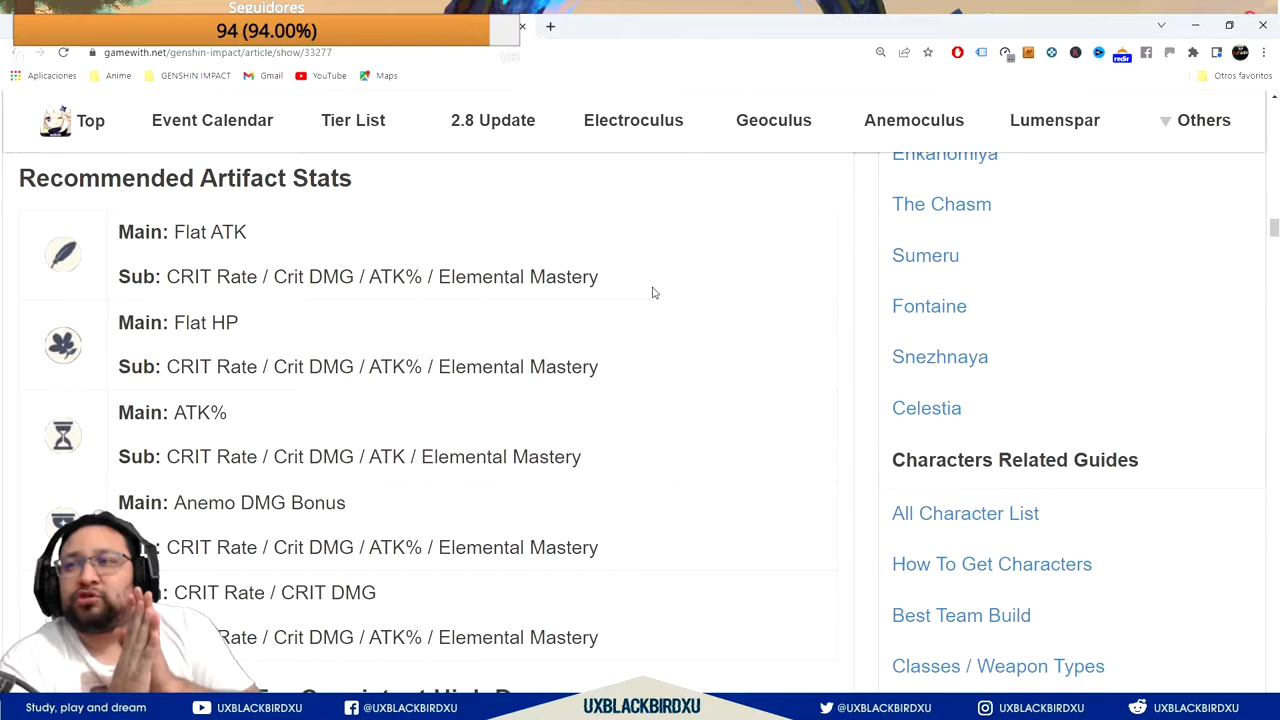 Seguidores
94 (94.00%)
gamewith.net/genshin-impact/article/show/33277
redir
Aplicaciones
Anime
GENSHIN IMPACT
Gmail
YouTube
Maps
Otros favoritos
Top
Event Calendar
Tier List
2.8 Update
Electroculus
Geoculus
Anemoculus
Lumenspar
Others
Recommended Artifact Stats
Main: Flat ATK
Sub: CRIT Rate / Crit DMG / ATK% / Elemental Mastery
Main: Flat HP
Sub: CRIT Rate / Crit DMG / ATK% / Elemental Mastery
Main: ATK%
Sub: CRIT Rate / Crit DMG / ATK / Elemental Mastery
Main: Anemo DMG Bonus
CRIT Rate / Crit DMG / ATK% / Elemental Mastery
CRIT Rate / CRIT DMG
Rate / Crit DMG / ATK% / Elemental Mastery
Enkanomiya
The Chasm
Sumeru
Fontaine
Snezhnaya
Celestia
Characters Related Guides
All Character List
How To Get Characters
Best Team Build
Classes / Weapon Types
Study, play and dream
UXBLACKBIRDXU
@UXBLACKBIRDXU
UXBLACKBIRDXU
@UXBLACKBIRDXU
UXBLACKBIRDXU
UXBLACKBIRDXU